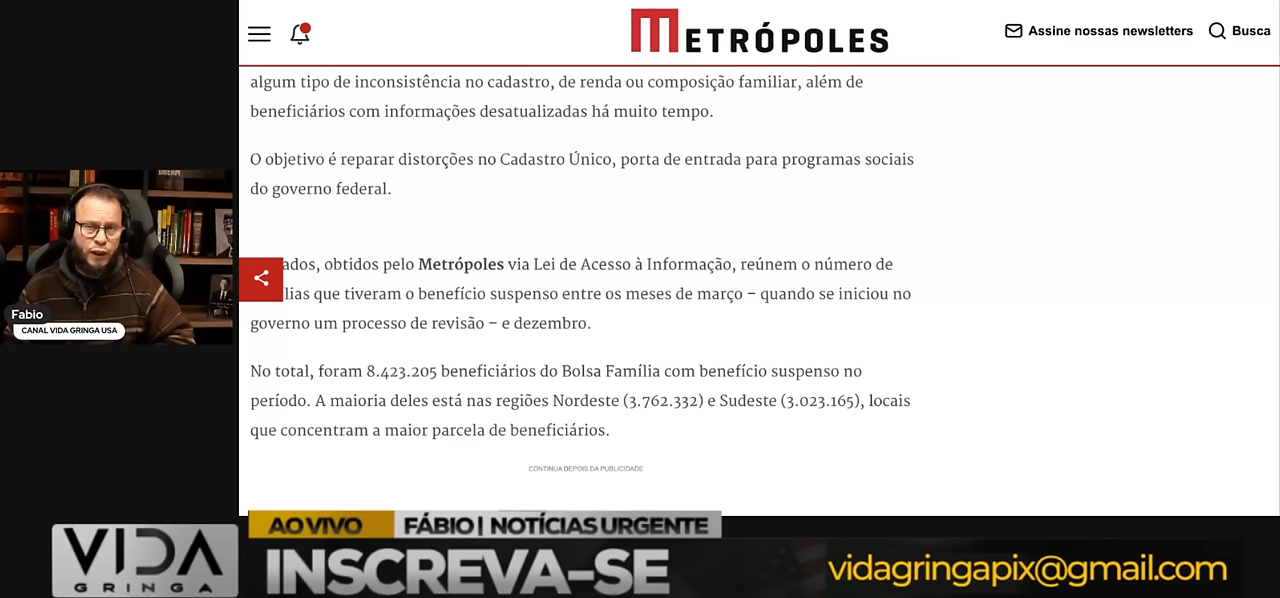 METRÓPOLES
Assine nossas newsletters
Busca
algum tipo de inconsistência no cadastro, de renda ou composição familiar, além de
beneficiários com informações desatualizadas há muito tempo.
O objetivo é reparar distorções no Cadastro Único, porta de entrada para programas sociais
do governo federal.
ados, obtidos pelo Metrópoles via Lei de Acesso à Informação, reúnem o número de
lias que tiveram o benefício suspenso entre os meses de março – quando se iniciou no
governo um processo de revisão – e dezembro.
No total, foram 8.423.205 beneficiários do Bolsa Família com benefício suspenso no
período. A maioria deles está nas regiões Nordeste (3.762.332) e Sudeste (3.023.165), locais
que concentram a maior parcela de beneficiários.
CONTINUA DEPOIS DA PUBLICIDADE
DREAM
Fabio
CANAL VIDA GRINGA USA
VIDA
GRINGA
AO VIVO
FÁBIO | NOTÍCIAS URGENTE
INSCREVA-SE
vidagringapix@gmail.com